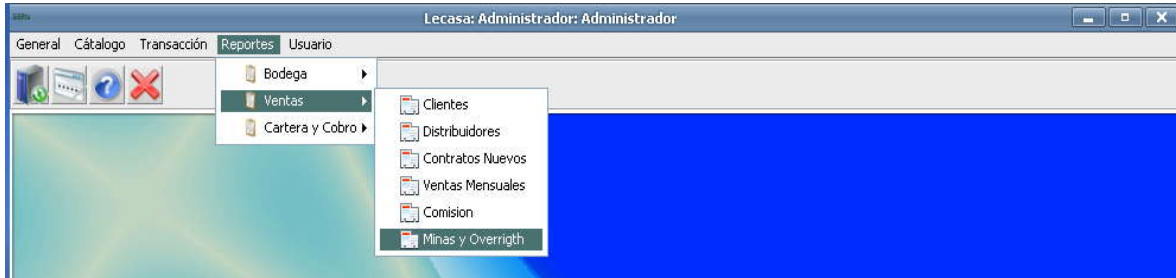 Lecasa: Administrador: Administrador
General Cátalogo Transacción Reportes Usuario
Bodega
Ventas
Cartera y Cobro
Clientes
Distribuidores
Contratos Nuevos
Ventas Mensuales
Comision
Minas y Overrigth